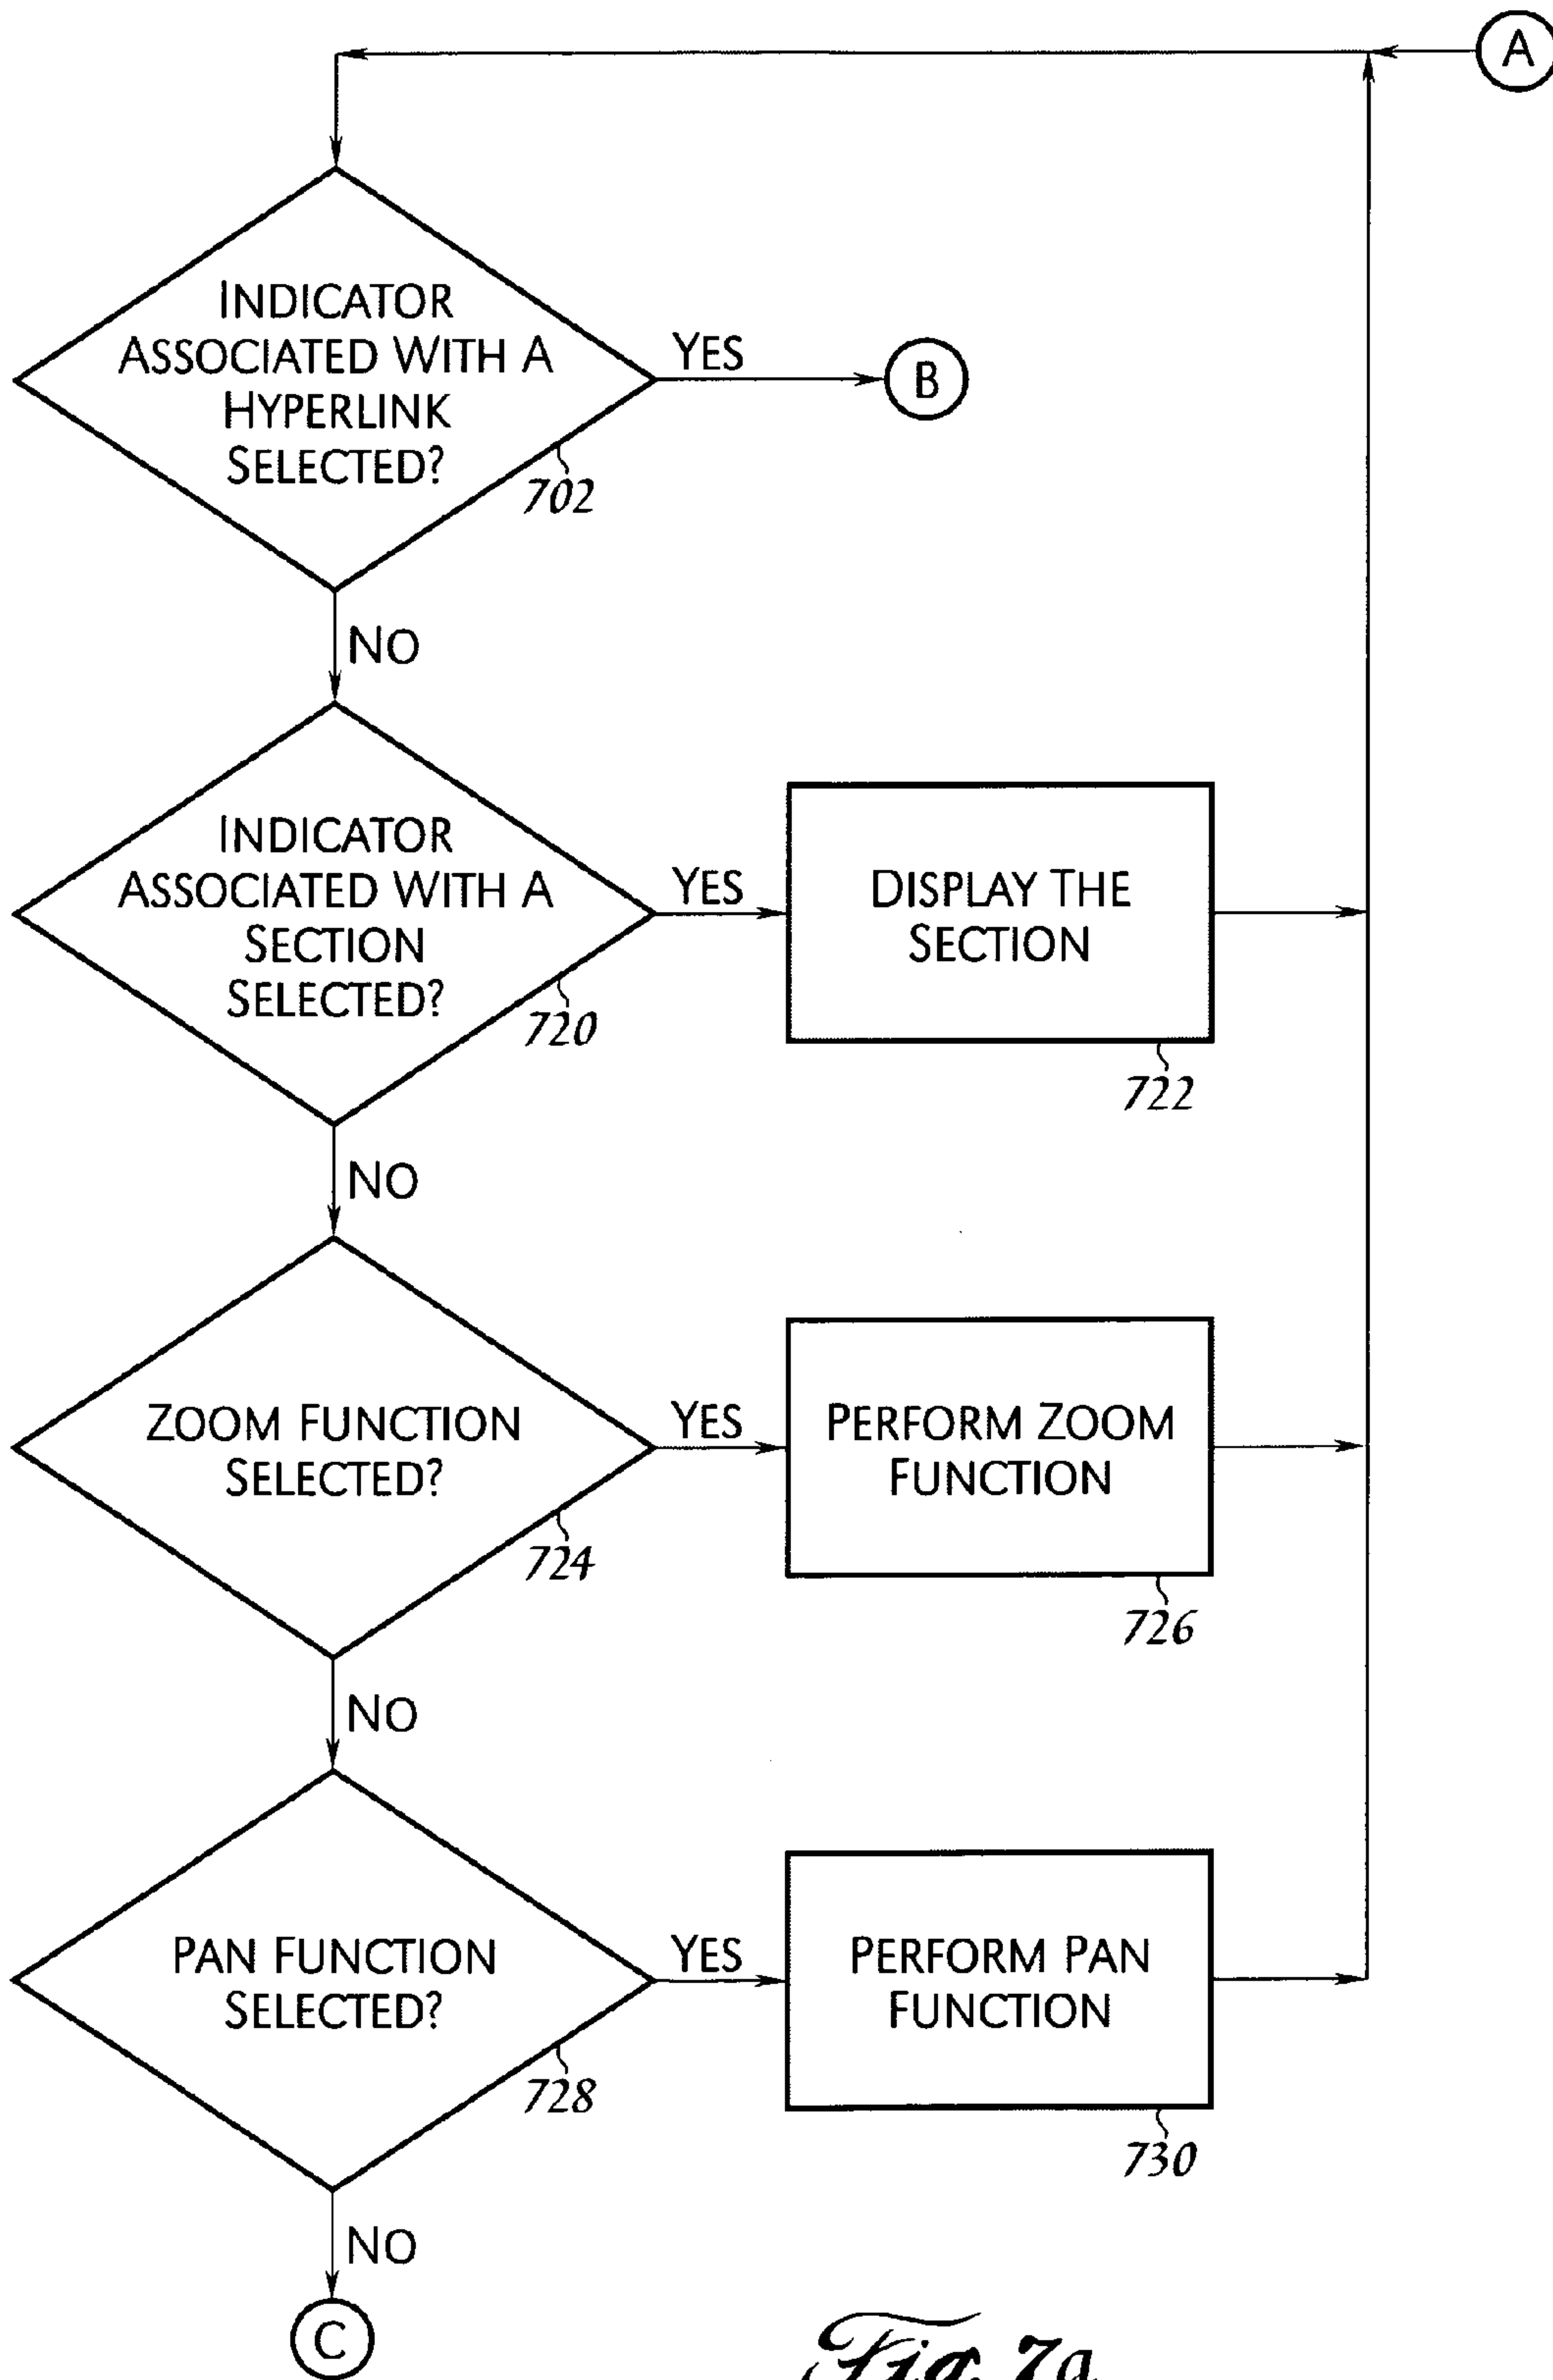 A
INDICATOR
ASSOCIATED WITH A
HYPERLINK
SELECTED?
702
YES
B
NO
INDICATOR
ASSOCIATED WITH A
SECTION
SELECTED?
720
YES
DISPLAY THE
SECTION
722
NO
ZOOM FUNCTION
SELECTED?
724
YES
PERFORM ZOOM
FUNCTION
726
NO
PAN FUNCTION
SELECTED?
728
YES
PERFORM PAN
FUNCTION
730
NO
C
Fig. 7a